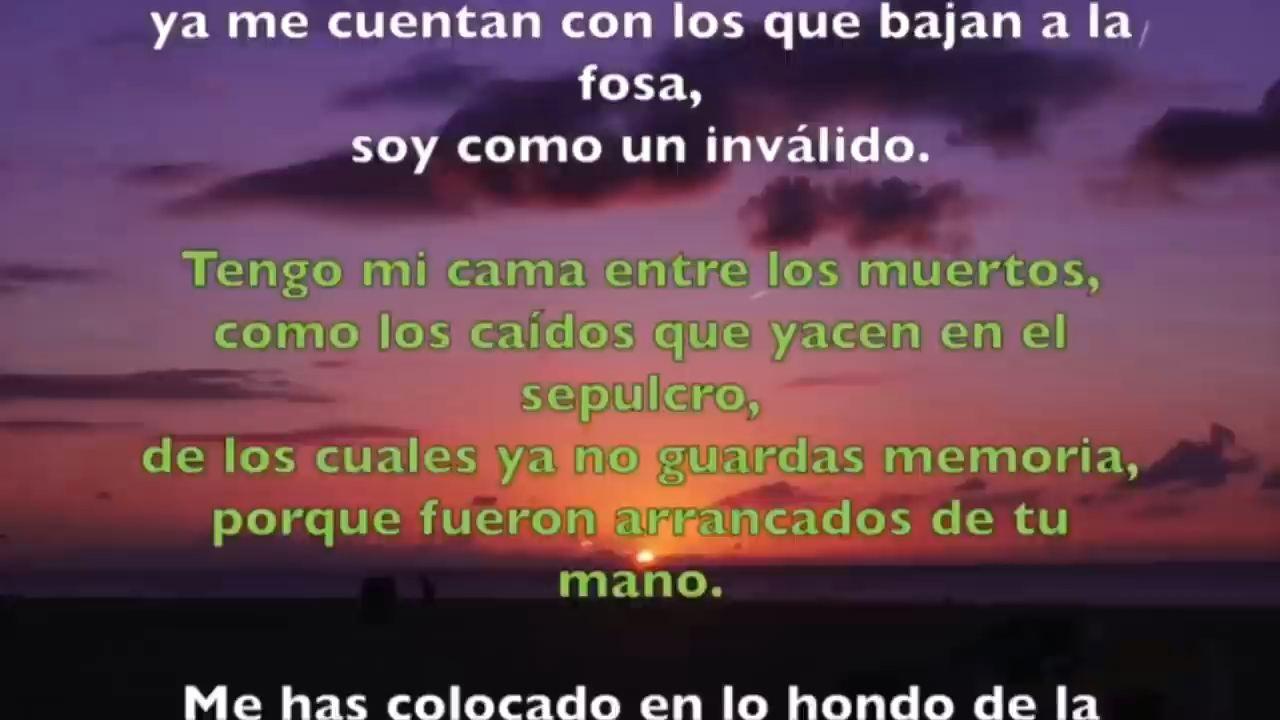 ya me cuentan con los que bajan a la
fosa,
soy como un inválido.
Tengo mi cama entre los muertos,
como los caídos que yacen en el
sepulcro,
de los cuales ya no guardas memoria,
porque fueron arrancados de tu
mano.
Me has colocado en lo hondo de la